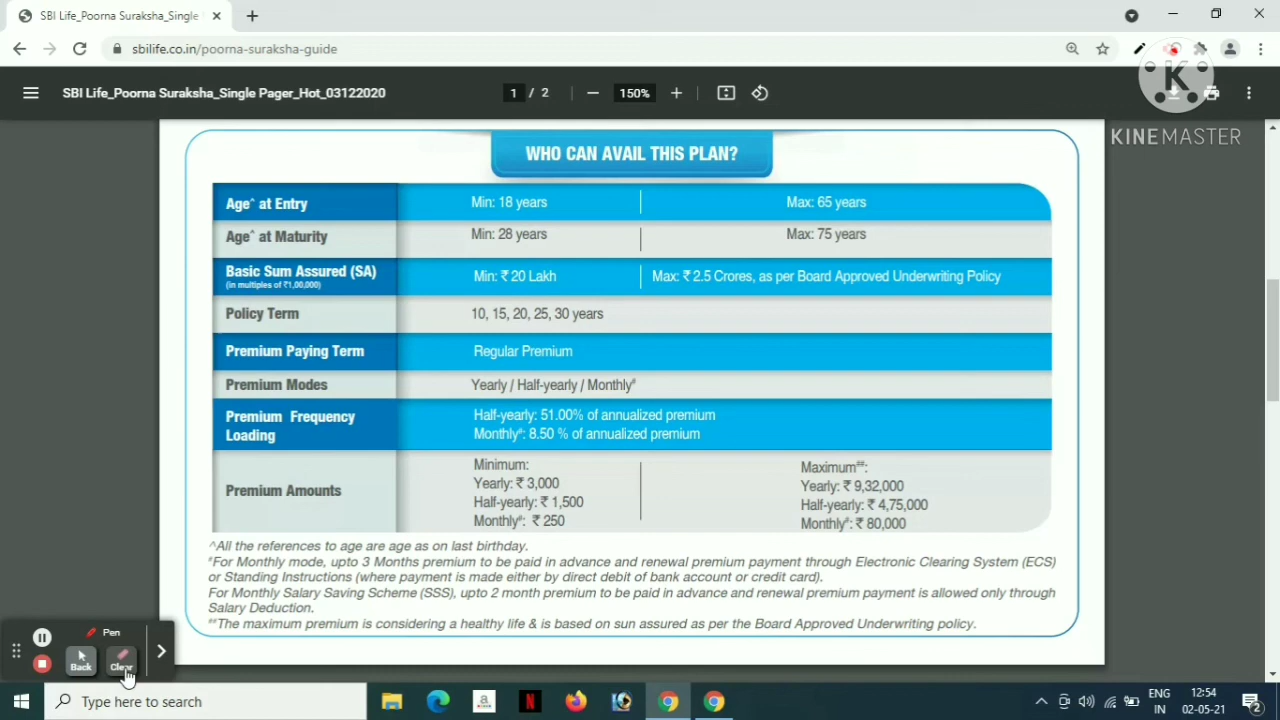 SBI Life_Poorna Suraksha_Single
sbilife.co.in/poorna-suraksha-guide
SBI Life_Poorna Suraksha_Single Pager_Hot_03122020
1 / 2
150%
K
KINEMASTER
WHO CAN AVAIL THIS PLAN?
Age^ at Entry Min: 18 years Max: 65 years
Age^ at Maturity Min: 28 years Max: 75 years
Basic Sum Assured (SA) Min: ₹ 20 Lakh Max: ₹ 2.5 Crores, as per Board Approved Underwriting Policy
(in multiples of ₹1,00,000)
Policy Term 10, 15, 20, 25, 30 years
Premium Paying Term Regular Premium
Premium Modes Yearly / Half-yearly / Monthly#
Premium Frequency Half-yearly: 51.00% of annualized premium
Loading Monthly#: 8.50 % of annualized premium
Premium Amounts
Minimum:
Yearly: ₹ 3,000
Half-yearly: ₹ 1,500
Monthly#: ₹ 250
Maximum##:
Yearly: ₹ 9,32,000
Half-yearly: ₹ 4,75,000
Monthly#: ₹ 80,000
^All the references to age are age as on last birthday.
#For Monthly mode, upto 3 Months premium to be paid in advance and renewal premium payment through Electronic Clearing System (ECS)
or Standing Instructions (where payment is made either by direct debit of bank account or credit card).
For Monthly Salary Saving Scheme (SSS), upto 2 month premium to be paid in advance and renewal premium payment is allowed only through
Salary Deduction.
##The maximum premium is considering a healthy life & is based on sun assured as per the Board Approved Underwriting policy.
Pen
Back
Clear
Type here to search
a
N
ENG
IN
12:54
02-05-21
2